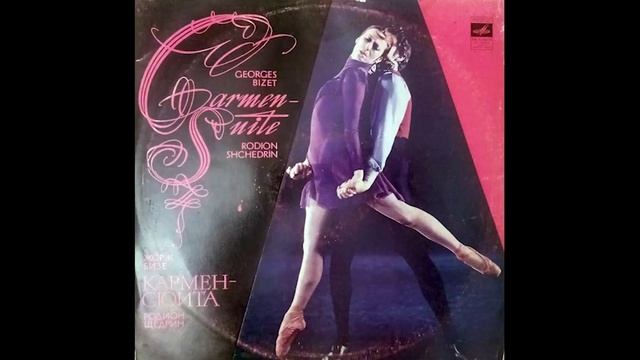 GEORGES
BIZET
Carmen-
Suite
RODION
SHCHEDRIN
ЖОРЖ
БИЗЕ
КАРМЕН-
СЮИТА
РОДИОН
ЩЕДРИН